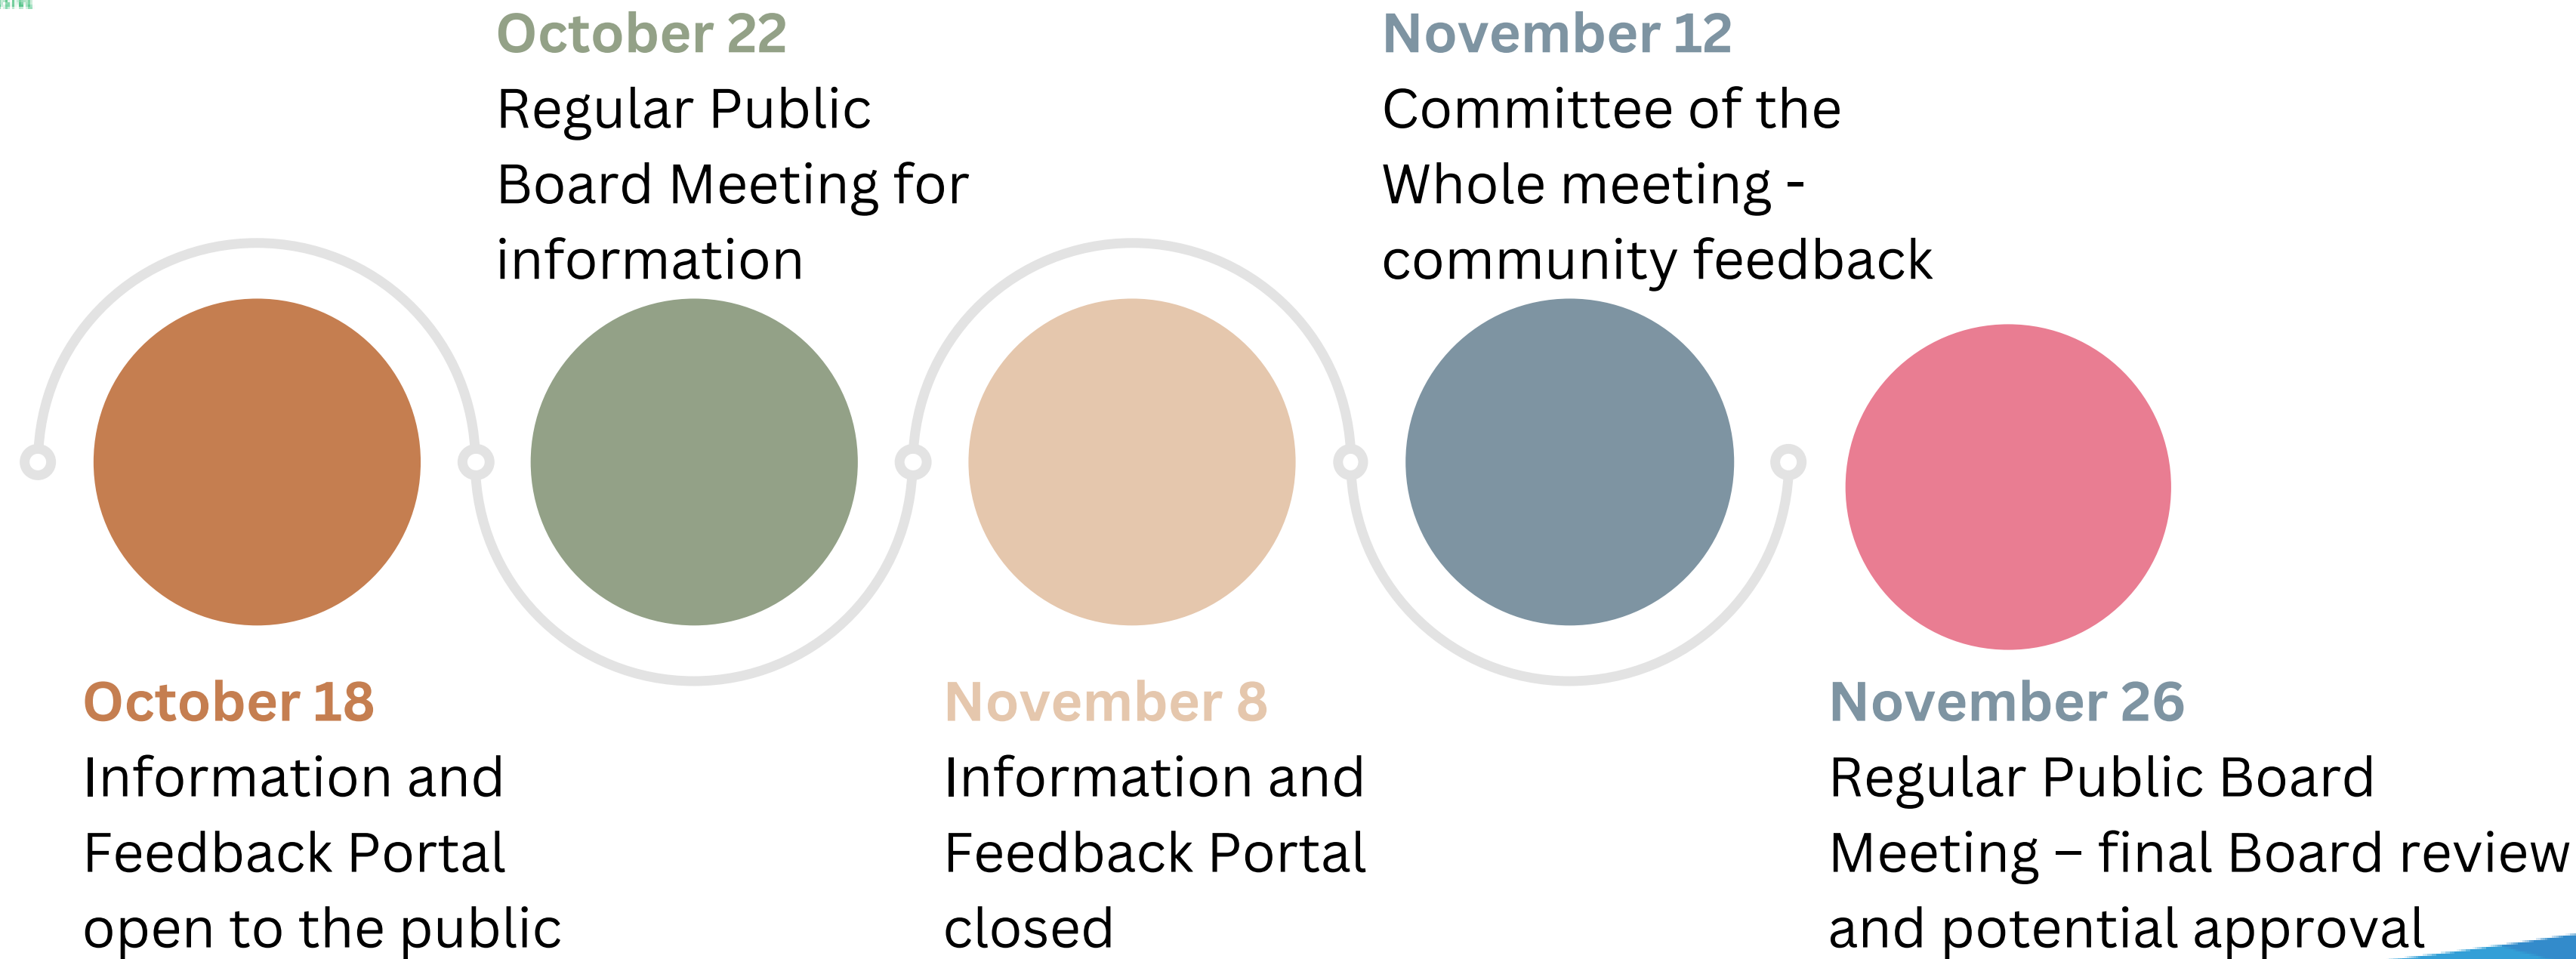 October 22
Regular Public
Board Meeting for
information
November 12
Committee of the
Whole meeting -
community feedback
October 18
Information and
Feedback Portal
open to the public
November 8
Information and
Feedback Portal
closed
November 26
Regular Public Board
Meeting – final Board review
and potential approval